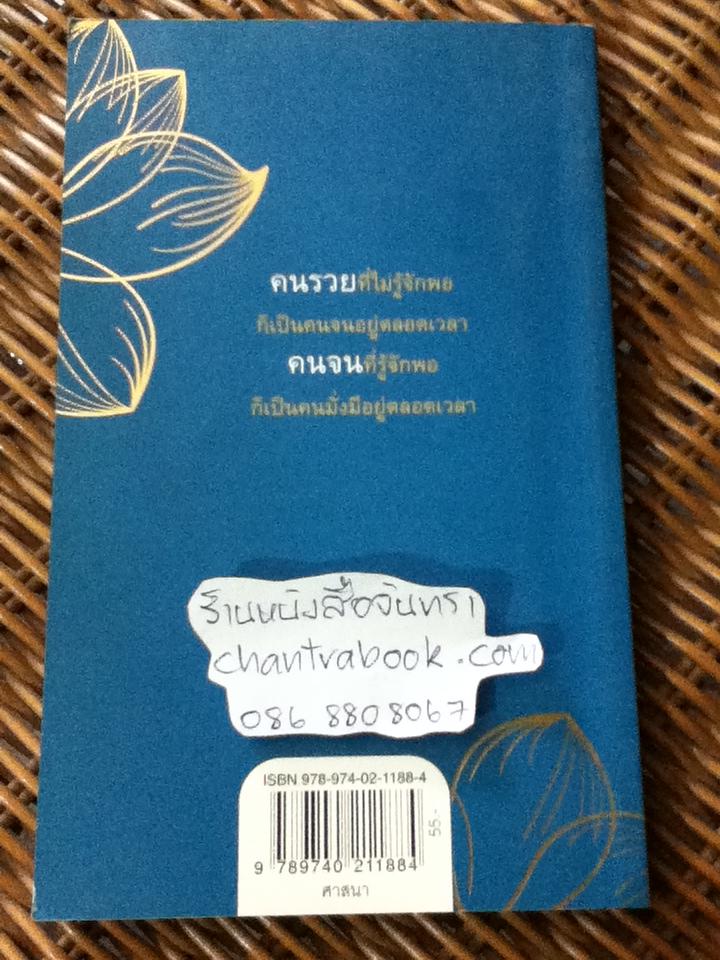 คนรวยที่ไม่รู้จักพอ
ก็เป็นคนจนอยู่ตลอดเวลา
คนจนที่รู้จักพอ
ก็เป็นคนมั่งมีอยู่ตลอดเวลา
ร้านหนังสือจันทรา
chantrabook.com
086 8808067
ISBN 978-974-02-1188-4
55.-
9 789740 211884
ศาสนา